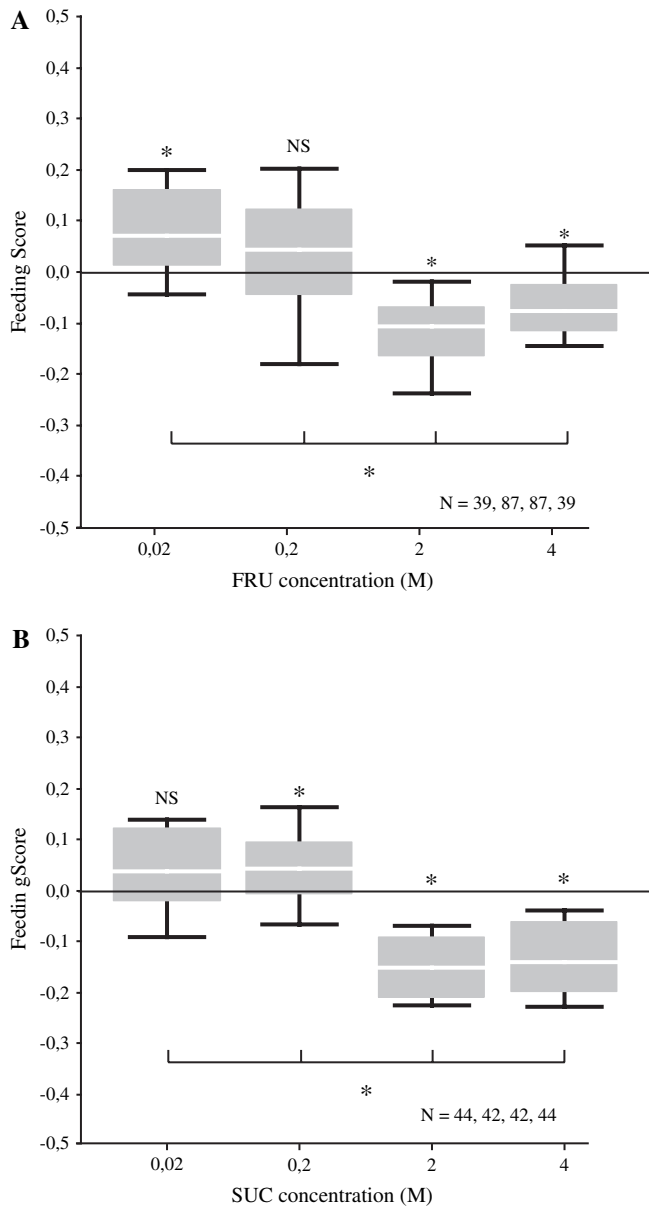 A
0,5
0,4
0,3
0,2
0,1
0,0
-0,1
-0,2
-0,3
-0,4
-0,5
Feeding Score
* NS * *
*
N = 39, 87, 87, 39
0,02 0,2 2 4
FRU concentration (M)
B
0,5
0,4
0,3
0,2
0,1
0,0
-0,1
-0,2
-0,3
-0,4
-0,5
Feedin gScore
NS * * *
*
N = 44, 42, 42, 44
0,02 0,2 2 4
SUC concentration (M)